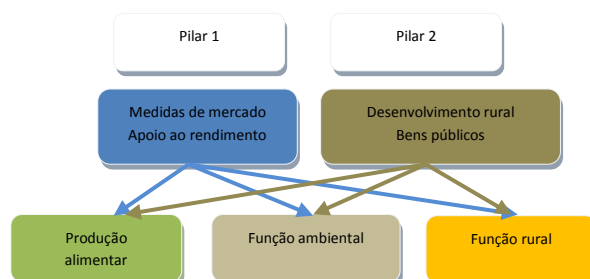 Pilar 1
Pilar 2
Medidas de mercado
Apoio ao rendimento
Desenvolvimento rural
Bens públicos
Produção
alimentar
Função ambiental
Função rural